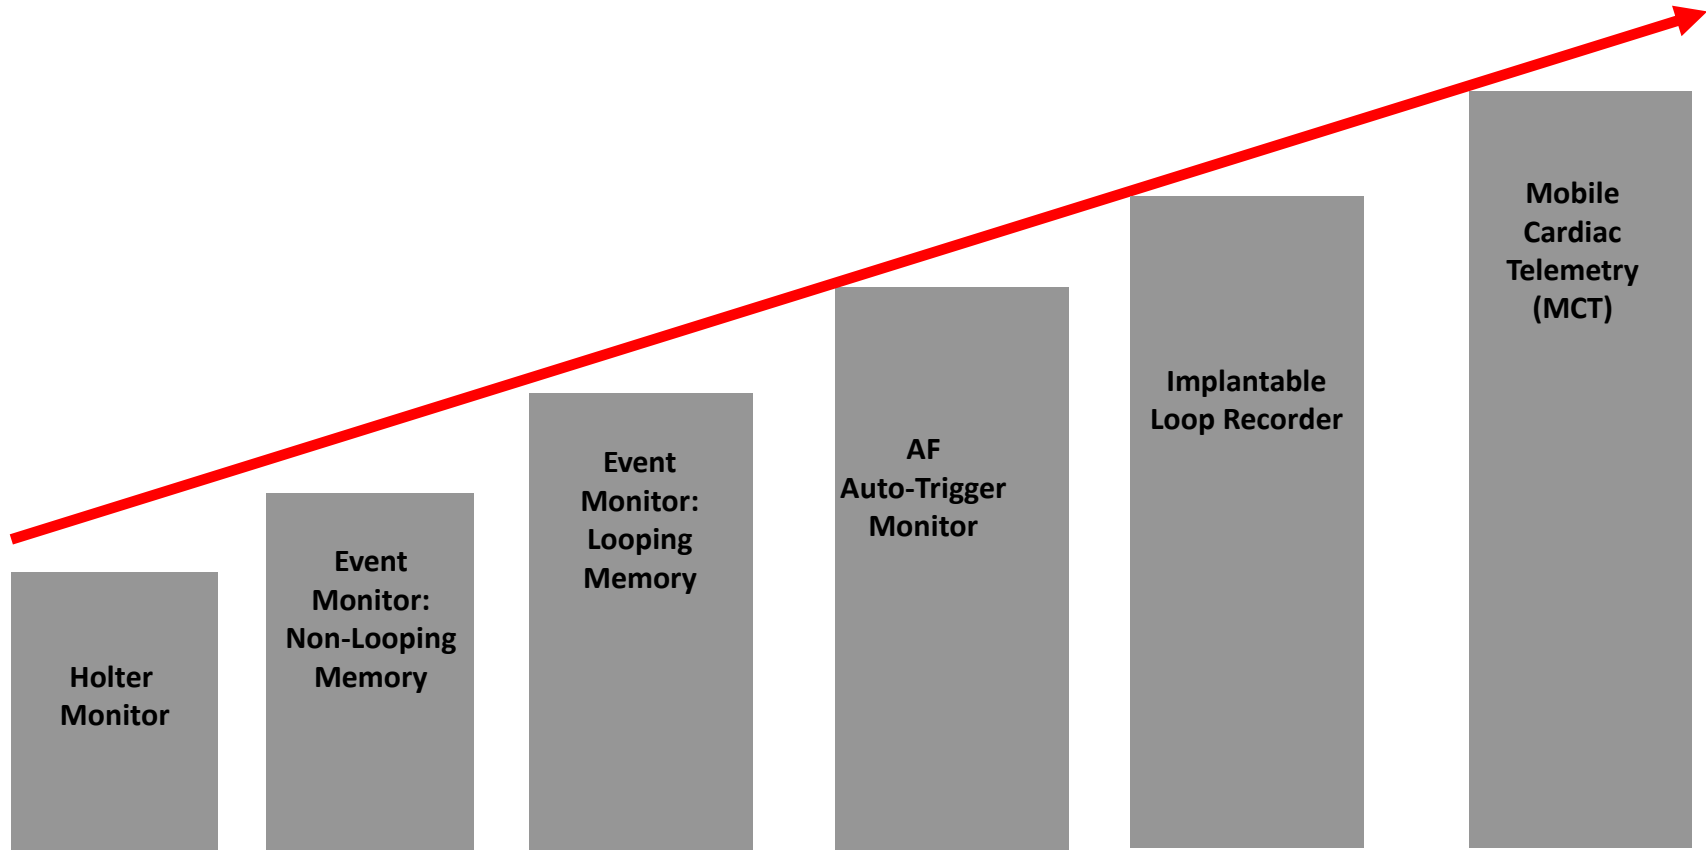 Holter
Monitor
Event
Monitor:
Non-Looping
Memory
Event
Monitor:
Looping
Memory
AF
Auto-Trigger
Monitor
Implantable
Loop Recorder
Mobile
Cardiac
Telemetry
(MCT)